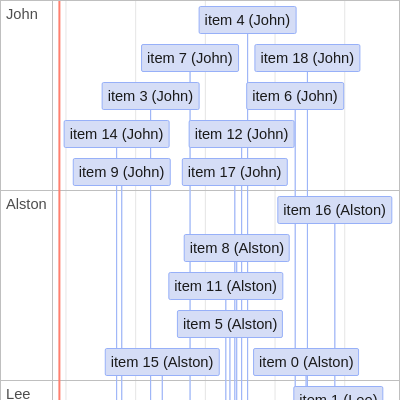 John
item 4 (John)
item 7 (John)
item 18 (John)
item 3 (John)
item 6 (John)
item 14 (John)
item 12 (John)
item 9 (John)
item 17 (John)
Alston
item 16 (Alston)
item 8 (Alston)
item 11 (Alston)
item 5 (Alston)
item 15 (Alston)
item 0 (Alston)
Lee
item 1 (Lee)